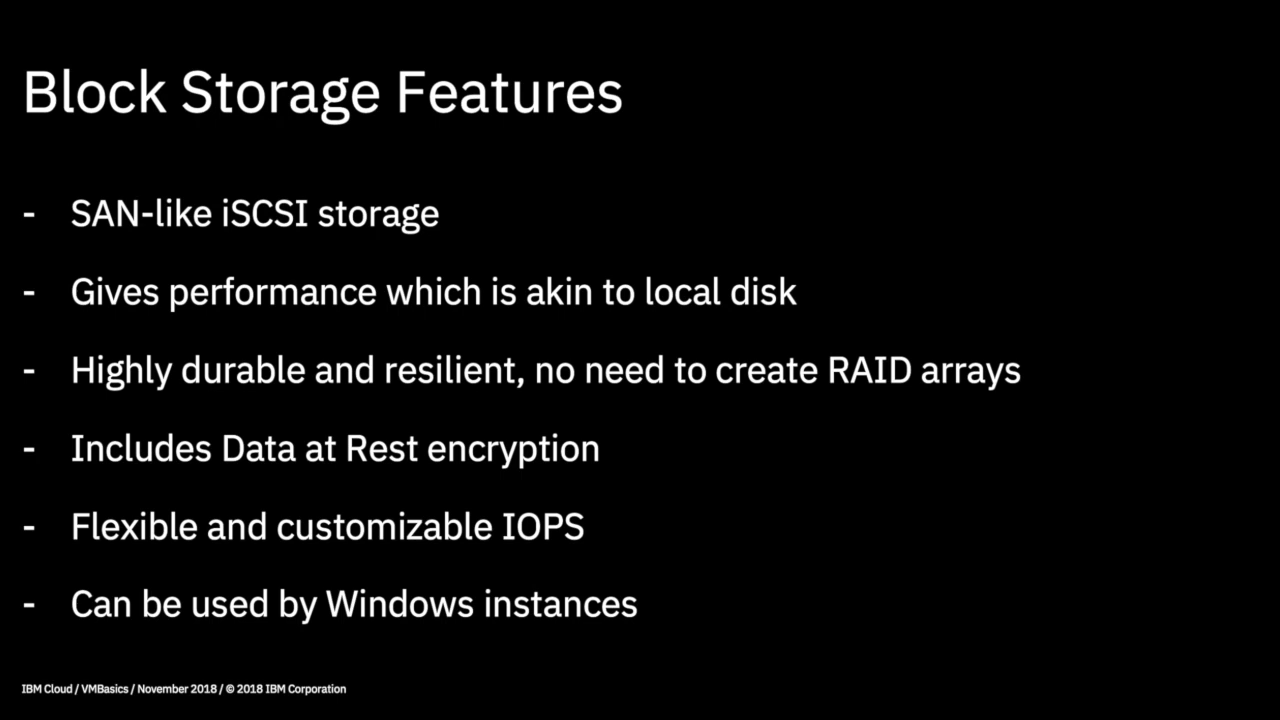 Block Storage Features
- SAN-like iSCSI storage
- Gives performance which is akin to local disk
- Highly durable and resilient, no need to create RAID arrays
- Includes Data at Rest encryption
- Flexible and customizable IOPS
- Can be used by Windows instances
IBM Cloud / VMBasics / November 2018 / © 2018 IBM Corporation